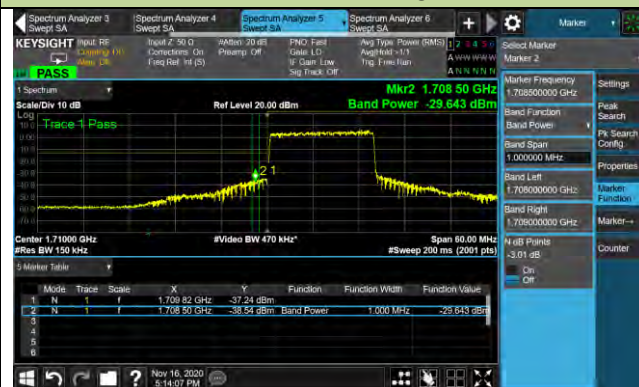 Spectrum Analyzer 3
Swept SA
Spectrum Analyzer 4
Swept SA
Spectrum Analyzer 5
Swept SA
Spectrum Analyzer 6
Swept SA
+
Marker
KEYSIGHT
Input: RF
Align: Off
PASS
Input Z: 50 Ω
Corrections: On
Freq Ref: Int (S)
#Atten: 20 dB
Preamp: Off
PNO: Fast
Gate: LO
IF Gain: Low
Sig Track: Off
Avg Type: Power (RMS)
Avg|Hold:>1/1
Trig: Free Run
A N N N N N
Select Marker
Marker 2
1 Spectrum
Mkr2 1.708 50 GHz
Scale/Div 10 dB
Ref Level 20.00 dBm
Band Power -29.643 dBm
Log
Trace 1 Pass
2 1
Center 1.71000 GHz
#Res BW 150 kHz
#Video BW 470 kHz*
Span 60.00 MHz
#Sweep 200 ms (2001 pts)
Marker Frequency
1.708500000 GHz
Band Function
Band Power
Band Span
1.000000 MHz
Band Left
1.708000000 GHz
Band Right
1.709000000 GHz
N dB Points
-3.01 dB
On
Off
Settings
Peak
Search
Pk Search
Config
Properties
Marker
Function
Marker→
Counter
5 Marker Table
Mode Trace Scale X Y Function Function Width Function Value
1 N 1 f 1.709 82 GHz -37.24 dBm
2 N 1 f 1.708 50 GHz -38.54 dBm Band Power 1.000 MHz -29.643 dBm
3
4
5
6
?
Nov 16, 2020
5:14:07 PM